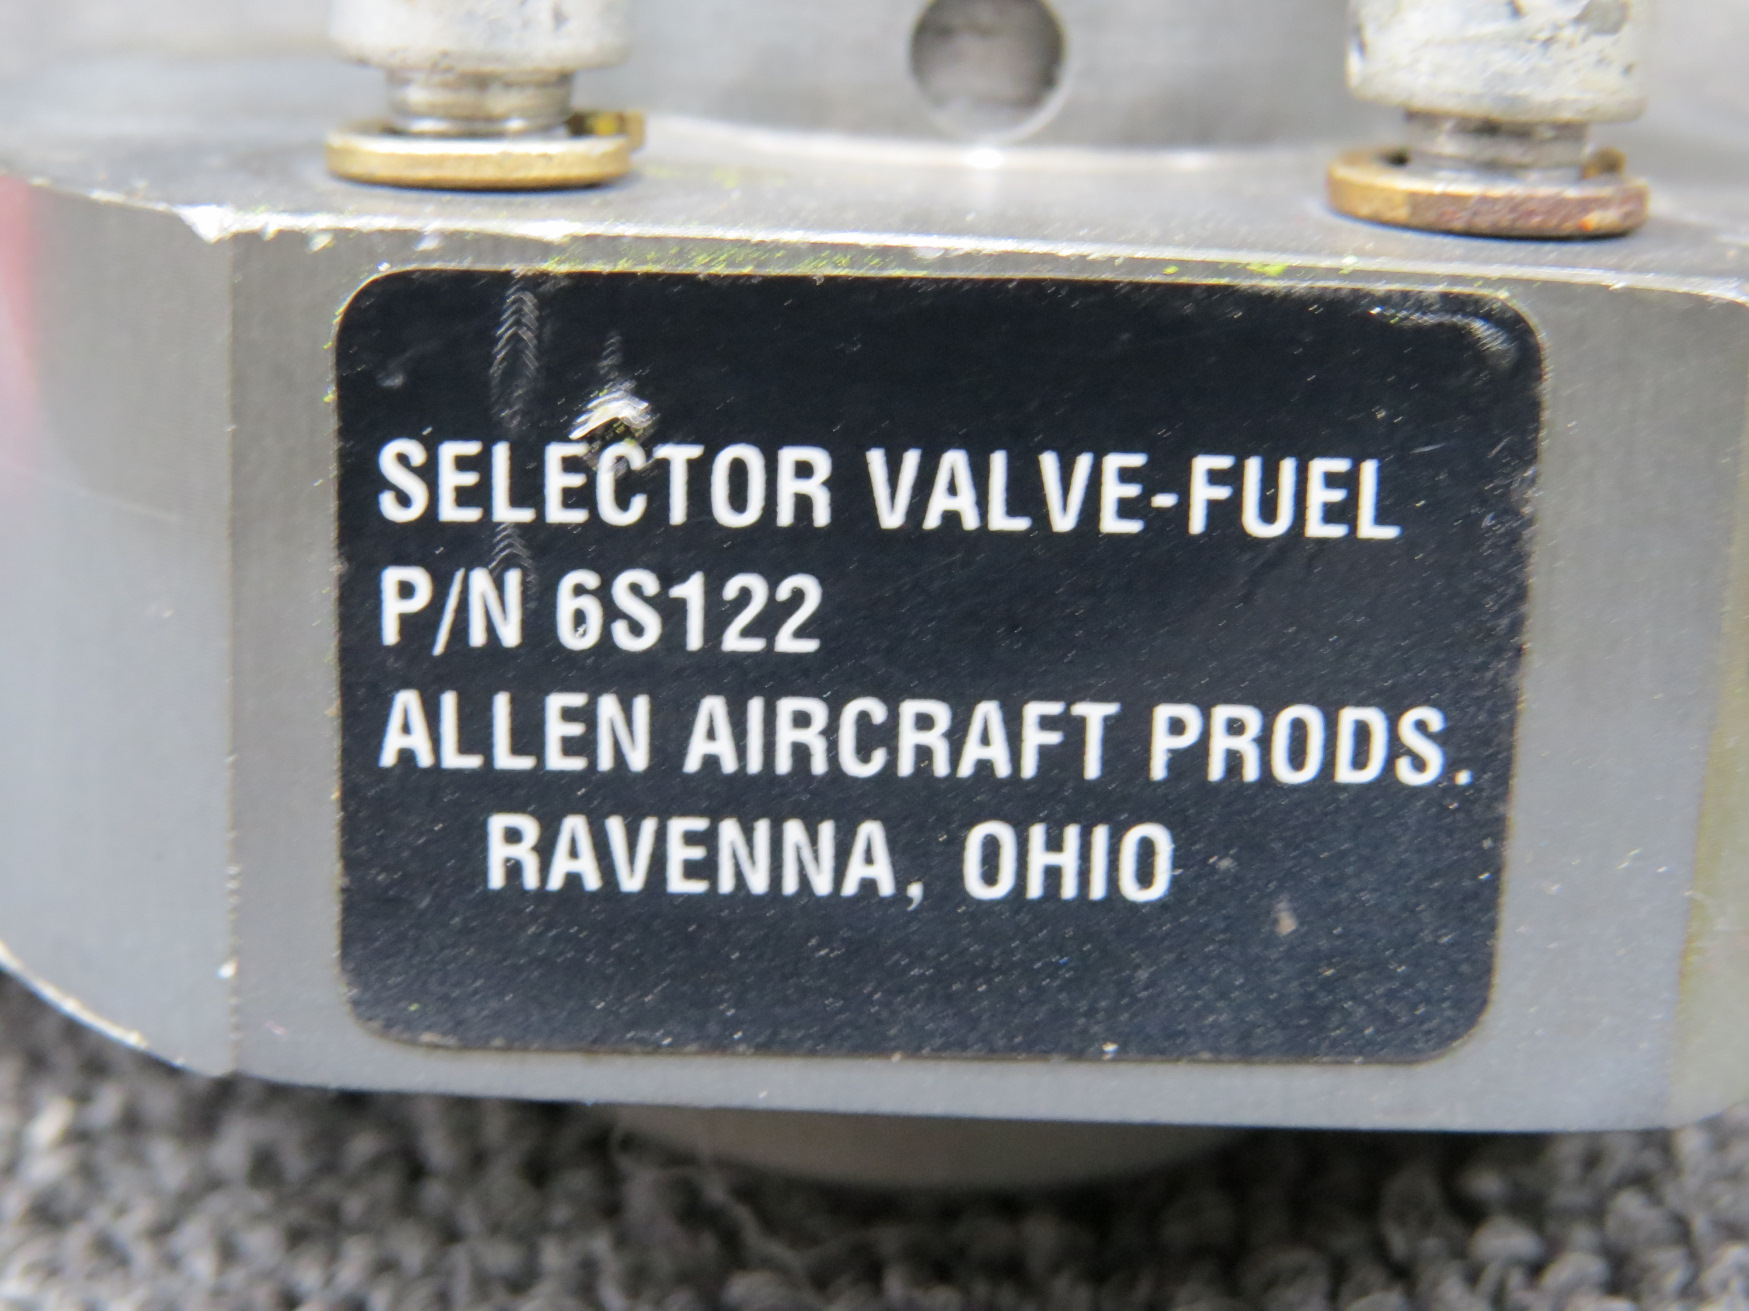 SELECTOR VALVE-FUEL
P/N 6S122
ALLEN AIRCRAFT PRODS.
RAVENNA, OHIO